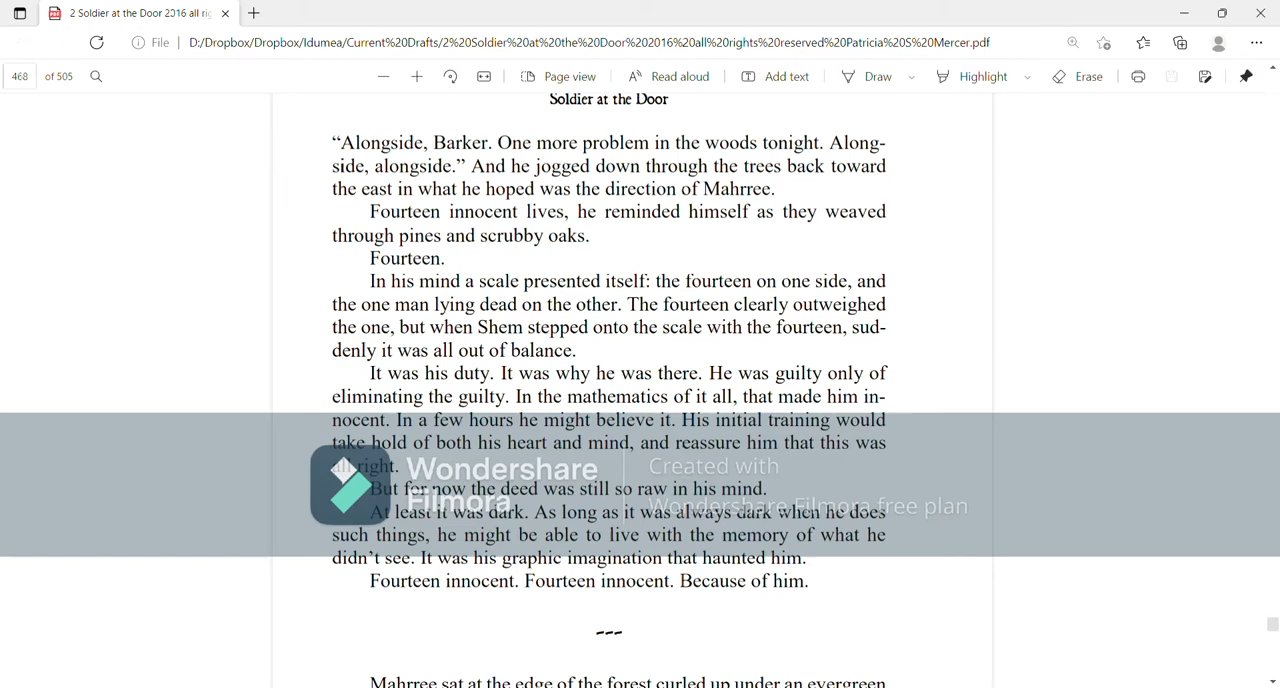 2 Soldier at the Door 2016 all ri
File
D:/Dropbox/Dropbox/Idumea/Current%20Drafts/2%20Soldier%20at%20the%20Door%202016%20all%20rights%20reserved%20Patricia%20S%20Mercer.pdf
468 of 505
Page view
Read aloud
Add text
Draw
Highlight
Erase
Soldier at the Door
“Alongside, Barker. One more problem in the woods tonight. Along-
side, alongside.” And he jogged down through the trees back toward
the east in what he hoped was the direction of Mahrree.
Fourteen innocent lives, he reminded himself as they weaved
through pines and scrubby oaks.
Fourteen.
In his mind a scale presented itself: the fourteen on one side, and
the one man lying dead on the other. The fourteen clearly outweighed
the one, but when Shem stepped onto the scale with the fourteen, sud-
denly it was all out of balance.
It was his duty. It was why he was there. He was guilty only of
eliminating the guilty. In the mathematics of it all, that made him in-
nocent. In a few hours he might believe it. His initial training would
take hold of both his heart and mind, and reassure him that this was
all right.
But for now the deed was still so raw in his mind.
At least it was dark. As long as it was always dark when he does
such things, he might be able to live with the memory of what he
didn’t see. It was his graphic imagination that haunted him.
Fourteen innocent. Fourteen innocent. Because of him.
---
Mahrree sat at the edge of the forest curled up under an evergreen
Wondershare
Filmora
Created with
Wondershare Filmora free plan